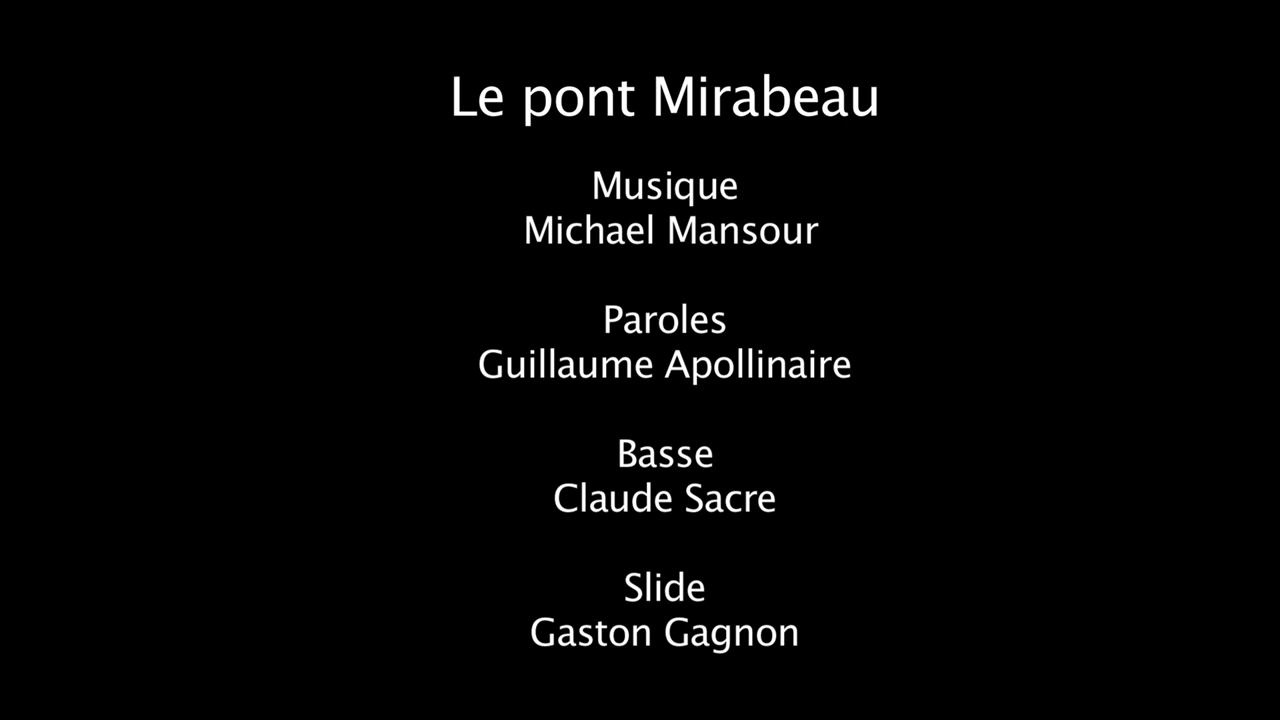 Le pont Mirabeau
Musique
Michael Mansour
Paroles
Guillaume Apollinaire
Basse
Claude Sacre
Slide
Gaston Gagnon